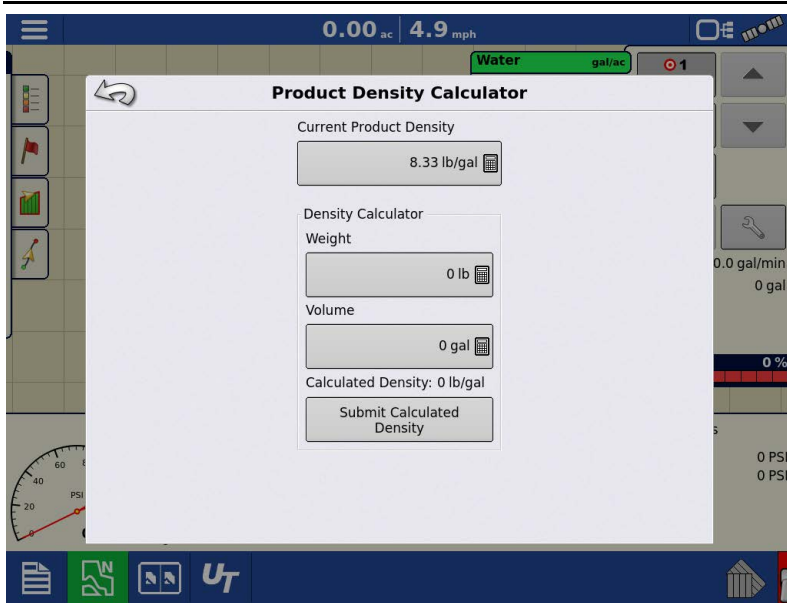 0.00 ac 4.9 mph
Water gal/ac
1
Product Density Calculator
Current Product Density
8.33 lb/gal
Density Calculator
Weight
0 lb
Volume
0 gal
Calculated Density: 0 lb/gal
Submit Calculated
Density
0.0 gal/min
0 gal
0 %
s
0 PSI
0 PSI
60
40
20
0
PSI
N
UT